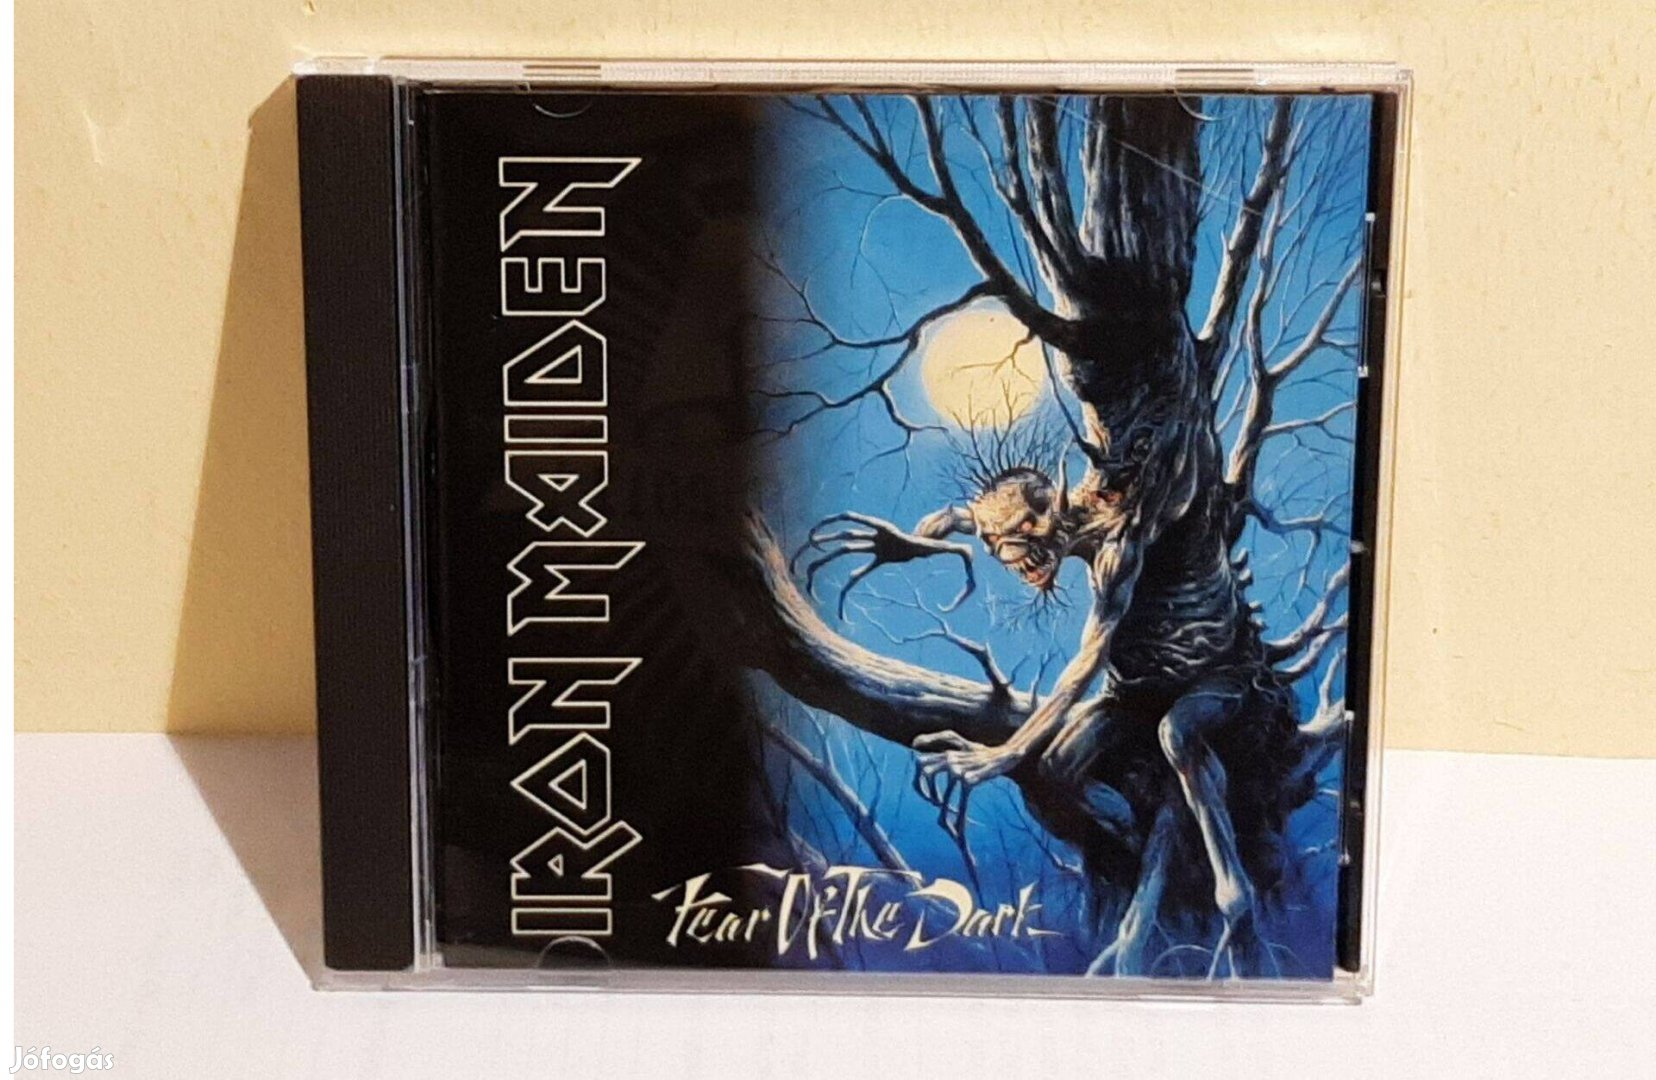 IRON MAIDEN
Fear Of The Dark
Jófogás